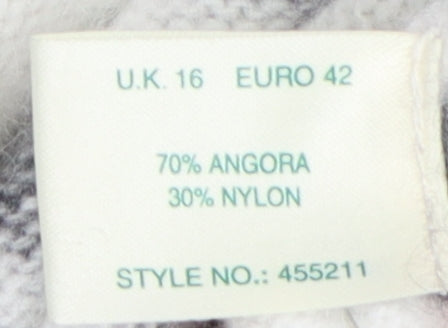 U.K. 16 EURO 42
70% ANGORA
30% NYLON
STYLE NO.: 455211